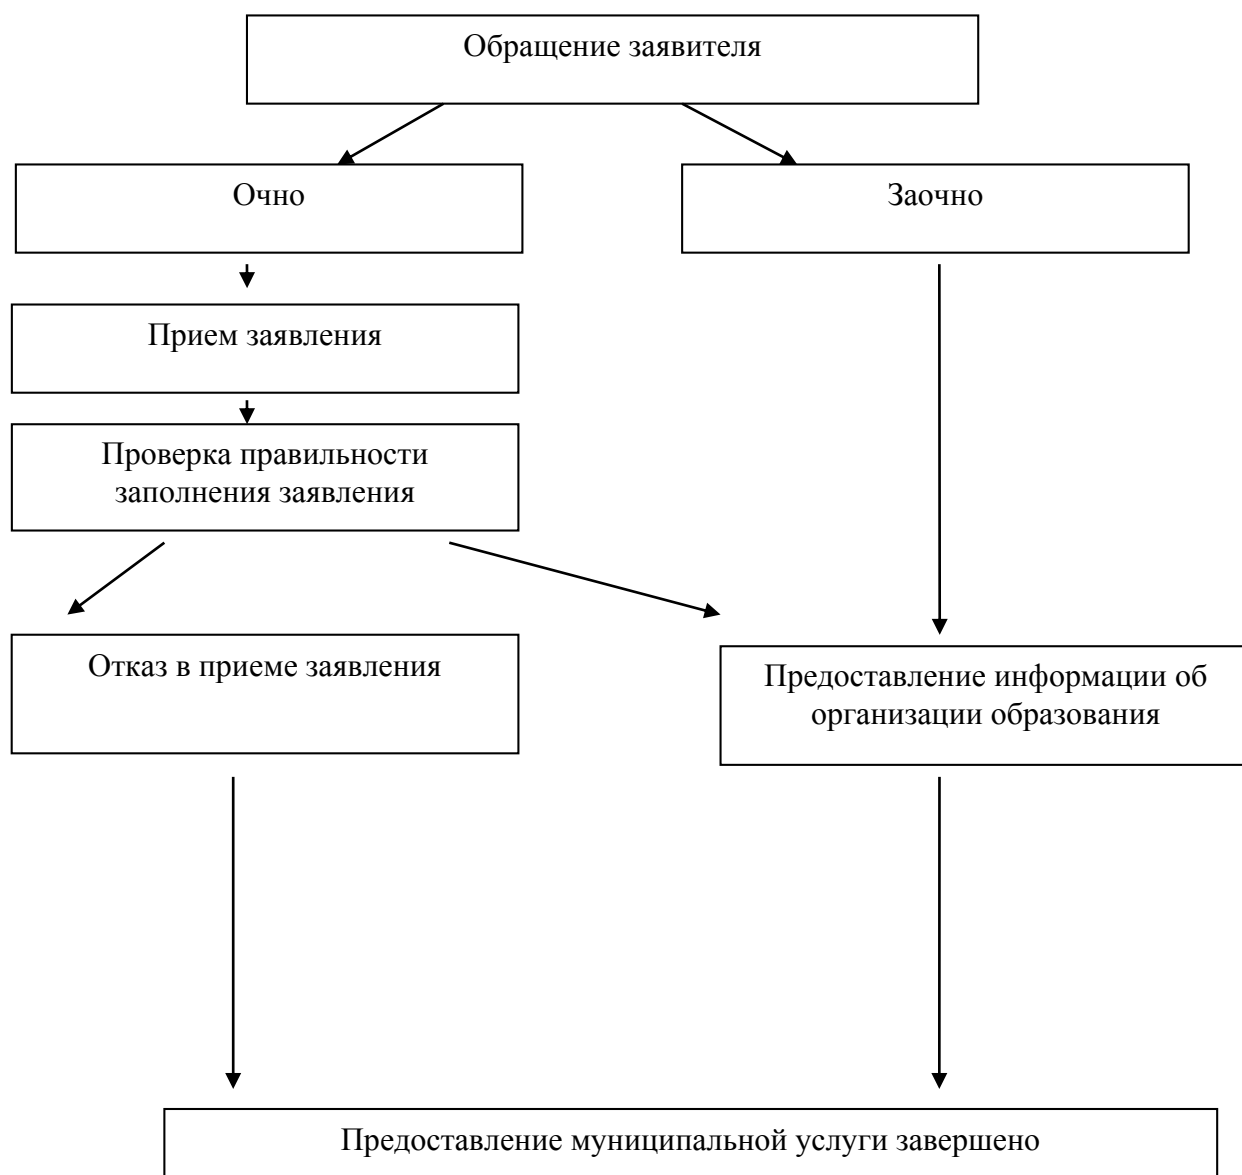 Обращение заявителя
Очно
Заочно
Прием заявления
Проверка правильности
заполнения заявления
Отказ в приеме заявления
Предоставление информации об
организации образования
Предоставление муниципальной услуги завершено